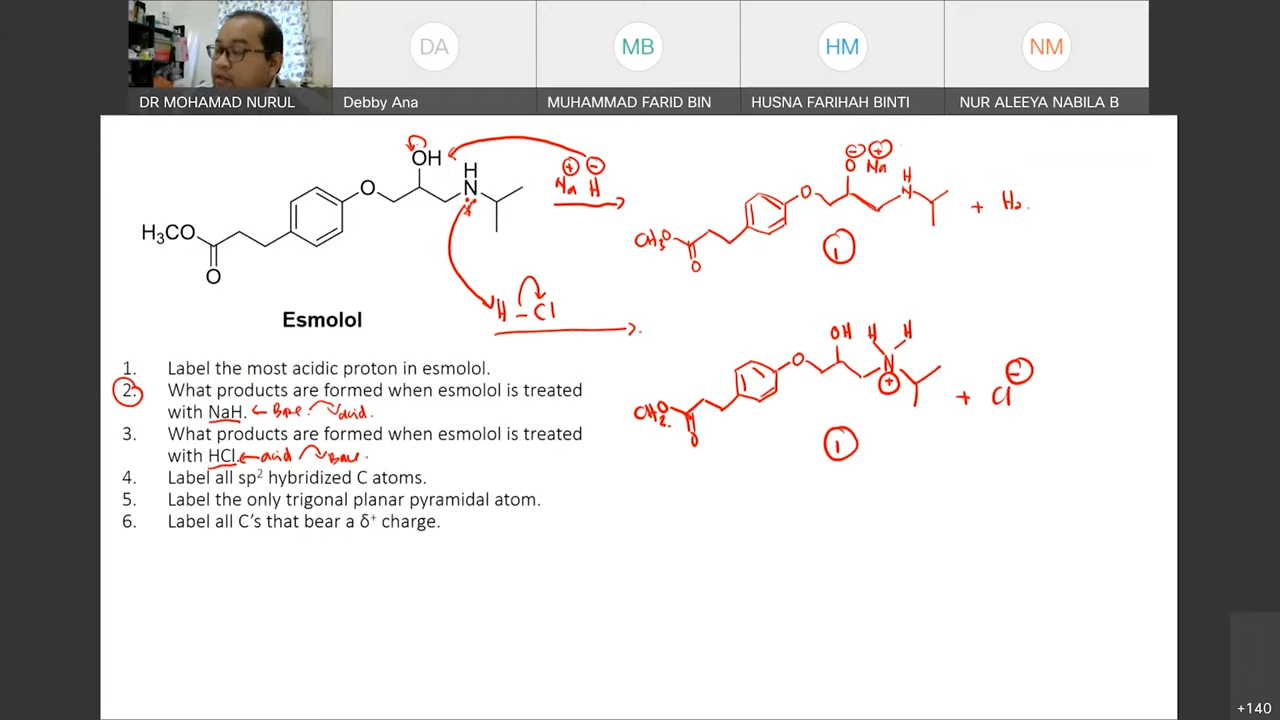 DA
MB
HM
NM
DR MOHAMAD NURUL
Debby Ana
MUHAMMAD FARID BIN
HUSNA FARIHAH BINTI
NUR ALEEYA NABILA B
OH
H
N
O
H₃CO
O
Na H
⊕ ⊖
⊖ ⊕
O Na
H
N
O
CH₃O
O
+ H₂.
1
H – Cl
Esmolol
OH H H
N
⊕
O
CH₃O
O
+ Cl
⊖
1
1. Label the most acidic proton in esmolol.
2. What products are formed when esmolol is treated
with NaH. ← Base acid.
3. What products are formed when esmolol is treated
with HCl. ← acid Base.
4. Label all sp² hybridized C atoms.
5. Label the only trigonal planar pyramidal atom.
6. Label all C’s that bear a δ⁺ charge.
+140